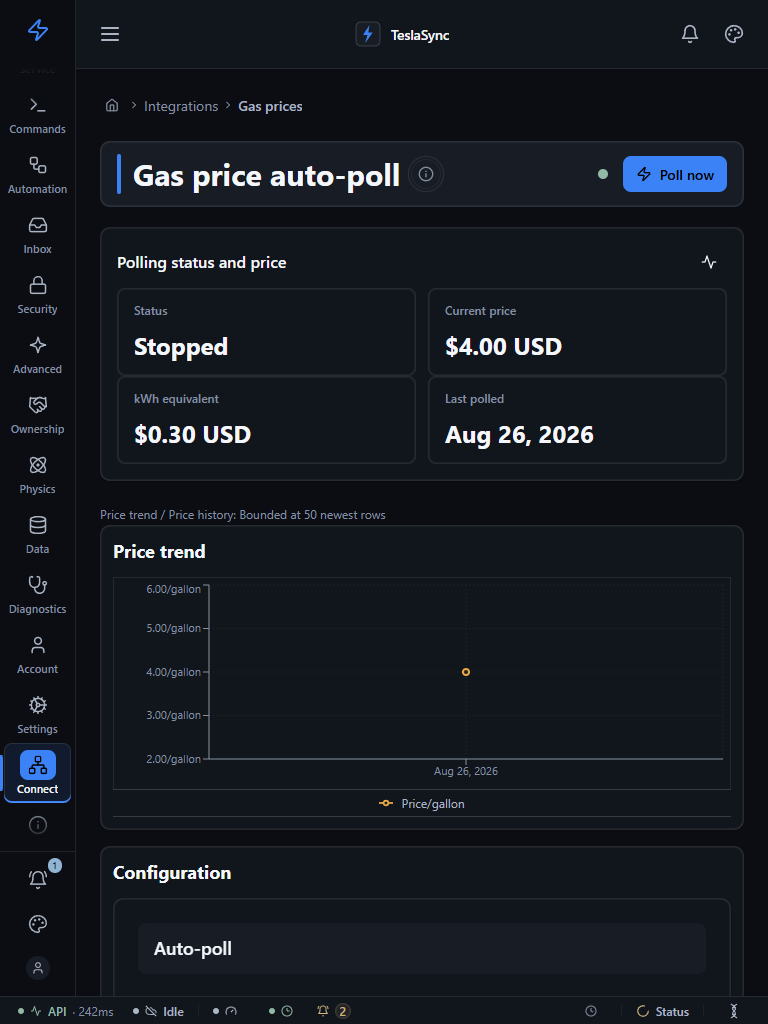 TeslaSync
Commands
Automation
Inbox
Security
Advanced
Ownership
Physics
Data
Diagnostics
Account
Settings
Connect
1
Integrations > Gas prices
Gas price auto-poll
Poll now
Polling status and price
Status
Stopped
Current price
$4.00 USD
kWh equivalent
$0.30 USD
Last polled
Aug 26, 2026
Price trend / Price history: Bounded at 50 newest rows
Price trend
6.00/gallon
5.00/gallon
4.00/gallon
3.00/gallon
2.00/gallon
Aug 26, 2026
Price/gallon
Configuration
Auto-poll
API · 242ms
Idle
2
Status